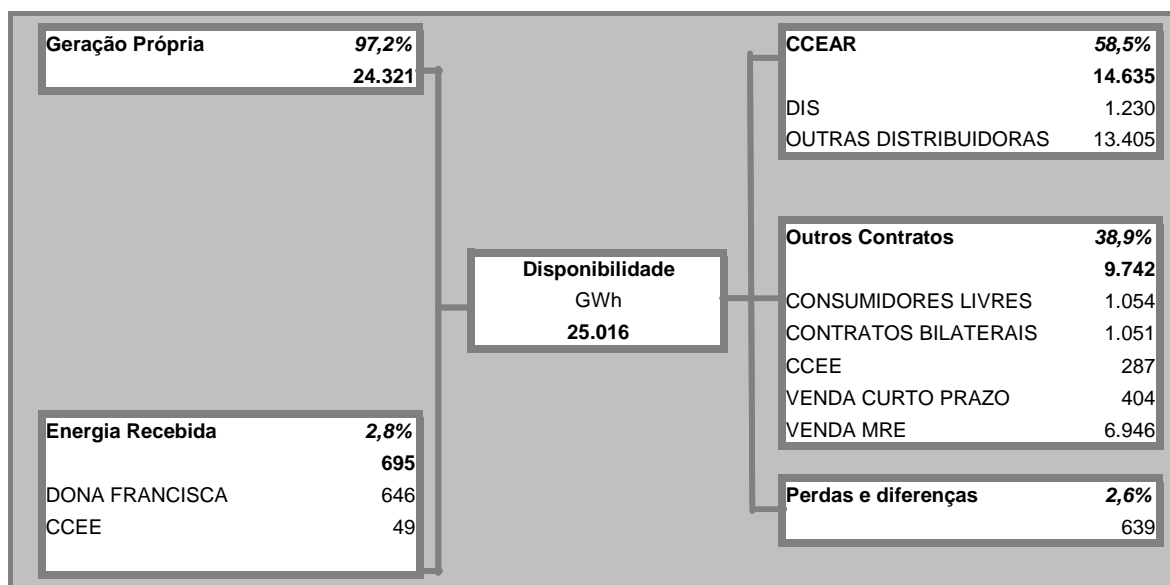 Geração Própria 97,2%
24.321
Energia Recebida 2,8%
695
DONA FRANCISCA 646
CCEE 49
Disponibilidade
GWh
25.016
CCEAR 58,5%
14.635
DIS 1.230
OUTRAS DISTRIBUIDORAS 13.405
Outros Contratos 38,9%
9.742
CONSUMIDORES LIVRES 1.054
CONTRATOS BILATERAIS 1.051
CCEE 287
VENDA CURTO PRAZO 404
VENDA MRE 6.946
Perdas e diferenças 2,6%
639